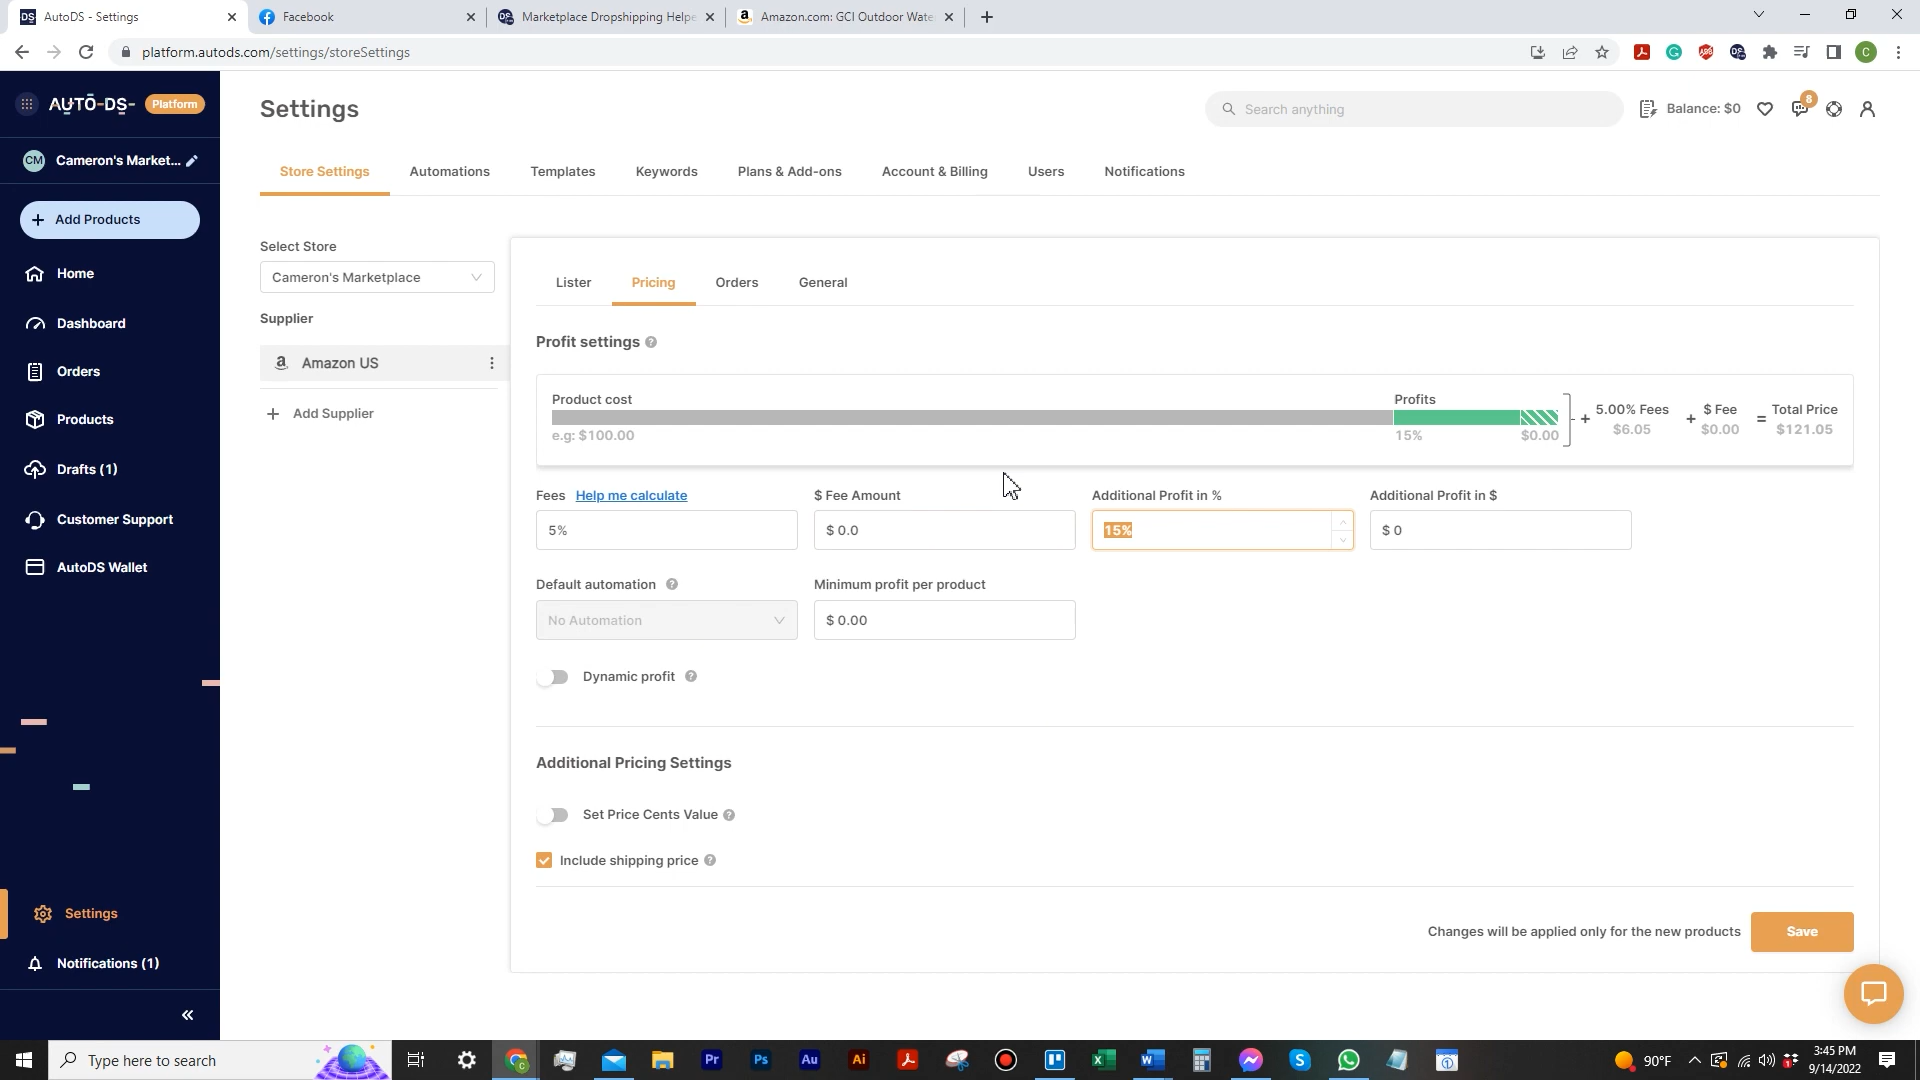 AutoDS - Settings
Facebook
Marketplace Dropshipping Helpe
Amazon.com: GCI Outdoor Wate
platform.autods.com/settings/storeSettings
AUTO-DS- Platform
Settings
Search anything
Balance: $0
8
CM Cameron's Market...
Store Settings
Automations
Templates
Keywords
Plans & Add-ons
Account & Billing
Users
Notifications
+ Add Products
Home
Dashboard
Orders
Products
Drafts (1)
Customer Support
AutoDS Wallet
Settings
Notifications (1)
Select Store
Cameron's Marketplace
Supplier
Amazon US
+ Add Supplier
Lister
Pricing
Orders
General
Profit settings
Product cost
e.g: $100.00
Profits
15%
$0.00
+ 5.00% Fees
$6.05
+ $ Fee
$0.00
= Total Price
$121.05
Fees Help me calculate
5%
$ Fee Amount
$ 0.0
Additional Profit in %
15%
Additional Profit in $
$ 0
Default automation
No Automation
Minimum profit per product
$ 0.00
Dynamic profit
Additional Pricing Settings
Set Price Cents Value
Include shipping price
Changes will be applied only for the new products
Save
Type here to search
90°F
3:45 PM
9/14/2022